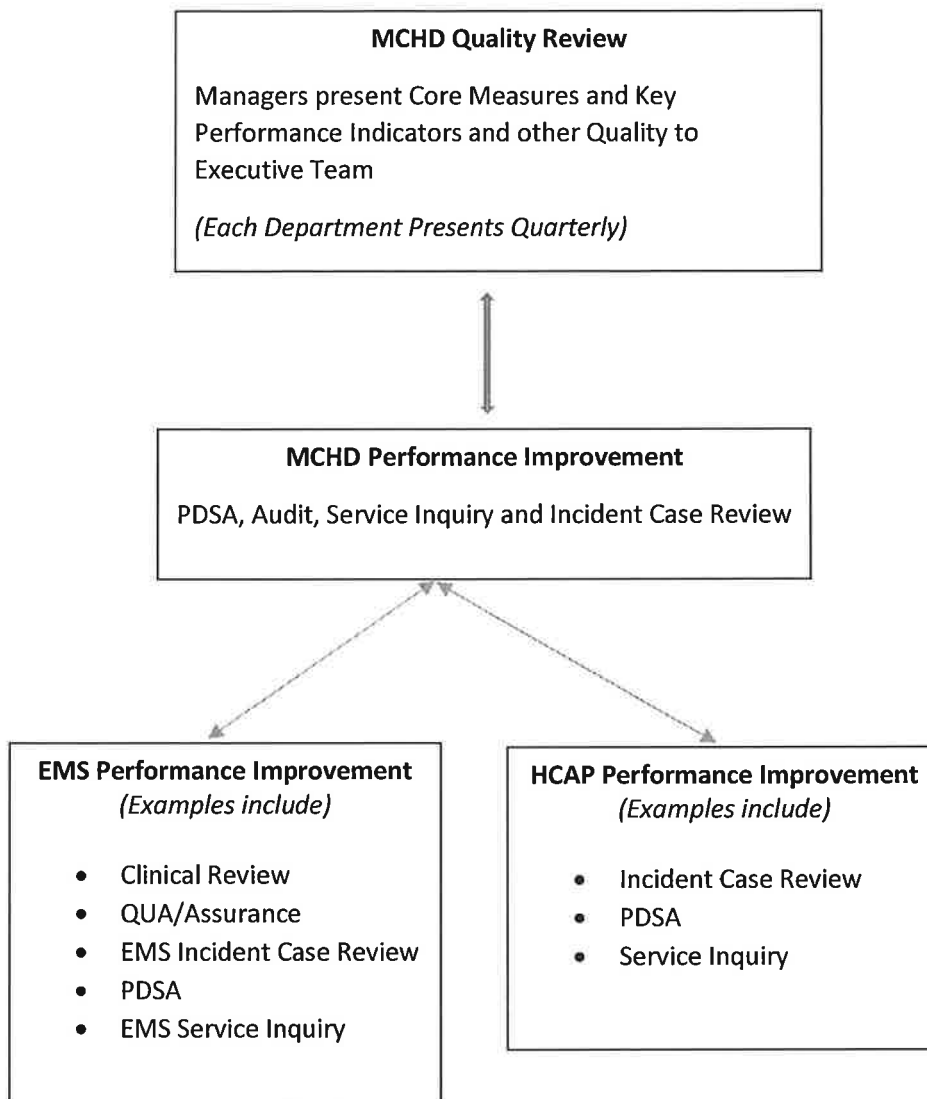 MCHD Quality Review
Managers present Core Measures and Key
Performance Indicators and other Quality to
Executive Team
(Each Department Presents Quarterly)
MCHD Performance Improvement
PDSA, Audit, Service Inquiry and Incident Case Review
EMS Performance Improvement
(Examples include)
• Clinical Review
• QUA/Assurance
• EMS Incident Case Review
• PDSA
• EMS Service Inquiry
HCAP Performance Improvement
(Examples include)
• Incident Case Review
• PDSA
• Service Inquiry